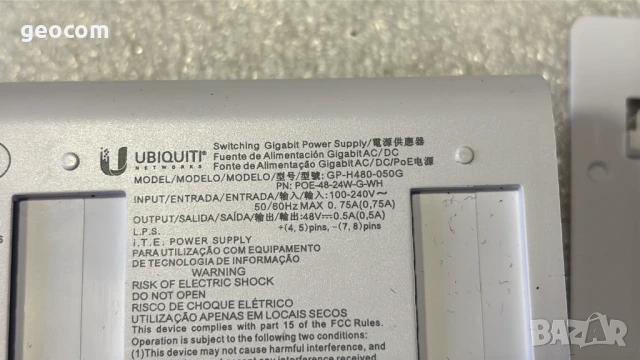 geocom
UBIQUITI
NETWORKS
Switching Gigabit Power Supply/電源供應器
Fuente de Alimentación GigabitAC/DC
Fonte de Alimentação GigabitAC/DC/PoE电源
MODEL/MODELO/MODELO/型号/型號: GP-H480-050G
PN: POE-48-24W-G-WH
INPUT/ENTRADA/ENTRADA/输入/輸入: 100-240V⏦
50/60Hz MAX 0.75A(0,75A)
OUTPUT/SALIDA/SAÍDA/输出/輸出:48V⎓0.5A(0,5A)
L.P.S. +(4,5)pins, -(7,8)pins
I.T.E. POWER SUPPLY
PARA UTILIZAÇÃO COM EQUIPAMENTO
DE TECNOLOGIA DE INFORMAÇÃO
WARNING
RISK OF ELECTRIC SHOCK
DO NOT OPEN
RISCO DE CHOQUE ELÉTRICO
UTILIZAÇÃO APENAS EM LOCAIS SECOS
This device complies with part 15 of the FCC Rules.
Operation is subject to the following two conditions:
(1)This device may not cause harmful interference, and
must accept any interference received
BAZAR